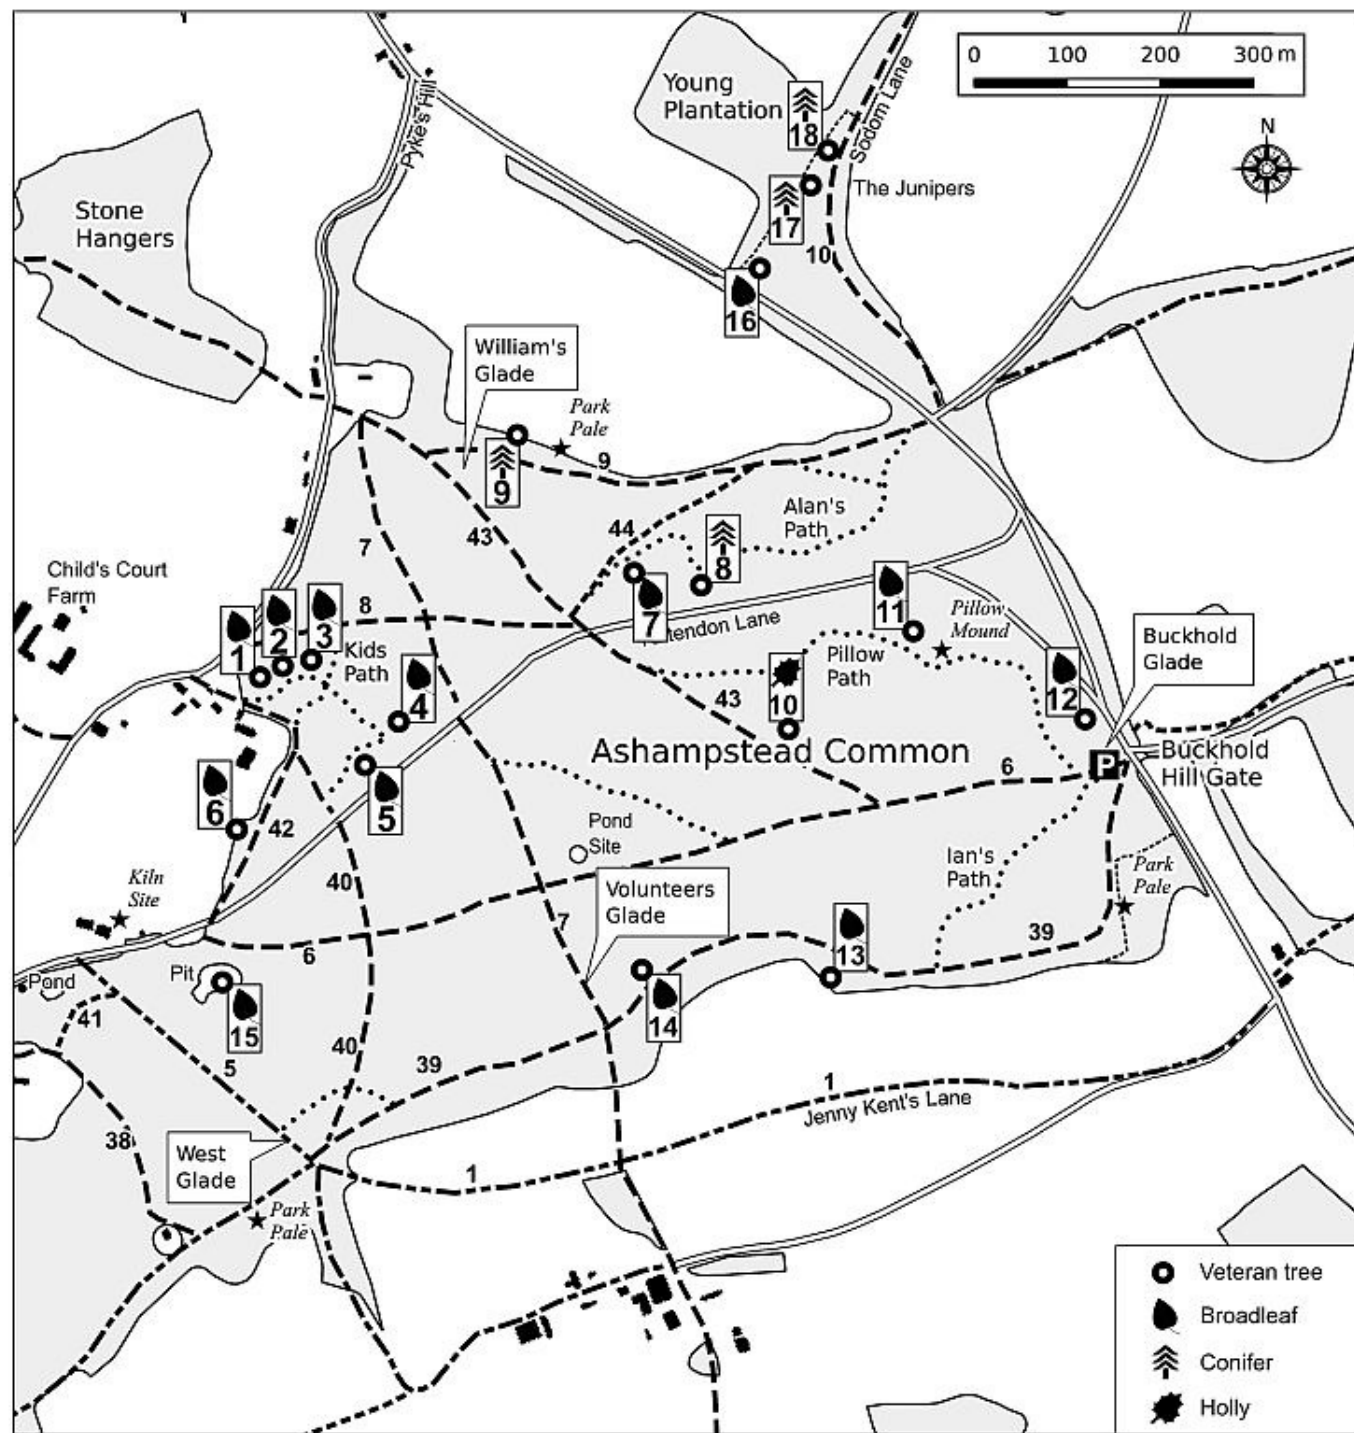 0 100 200 300 m
N
Young
Plantation
18
Sodom Lane
Pyke's Hill
The Junipers
17
Stone
Hangers
10
16
William's
Glade
Park
Pale
9
9
Alan's
Path
44
43
7
8
Child's Court
Farm
11
8
1
2
3
7
Pillow
Mound
Buckhold
Glade
Kids
Path
Pillow
Path
4
43
10
12
Ashampstead Common
6
P
Buckhold
Hill Gate
6
5
42
Pond
Site
Ian's
Path
Park
Pale
Kiln
Site
40
Volunteers
Glade
7
13
39
6
Pit
Pond
14
15
41
40
39
5
1
Jenny Kent's Lane
38
West
Glade
1
Park
Pale
Veteran tree
Broadleaf
Conifer
Holly